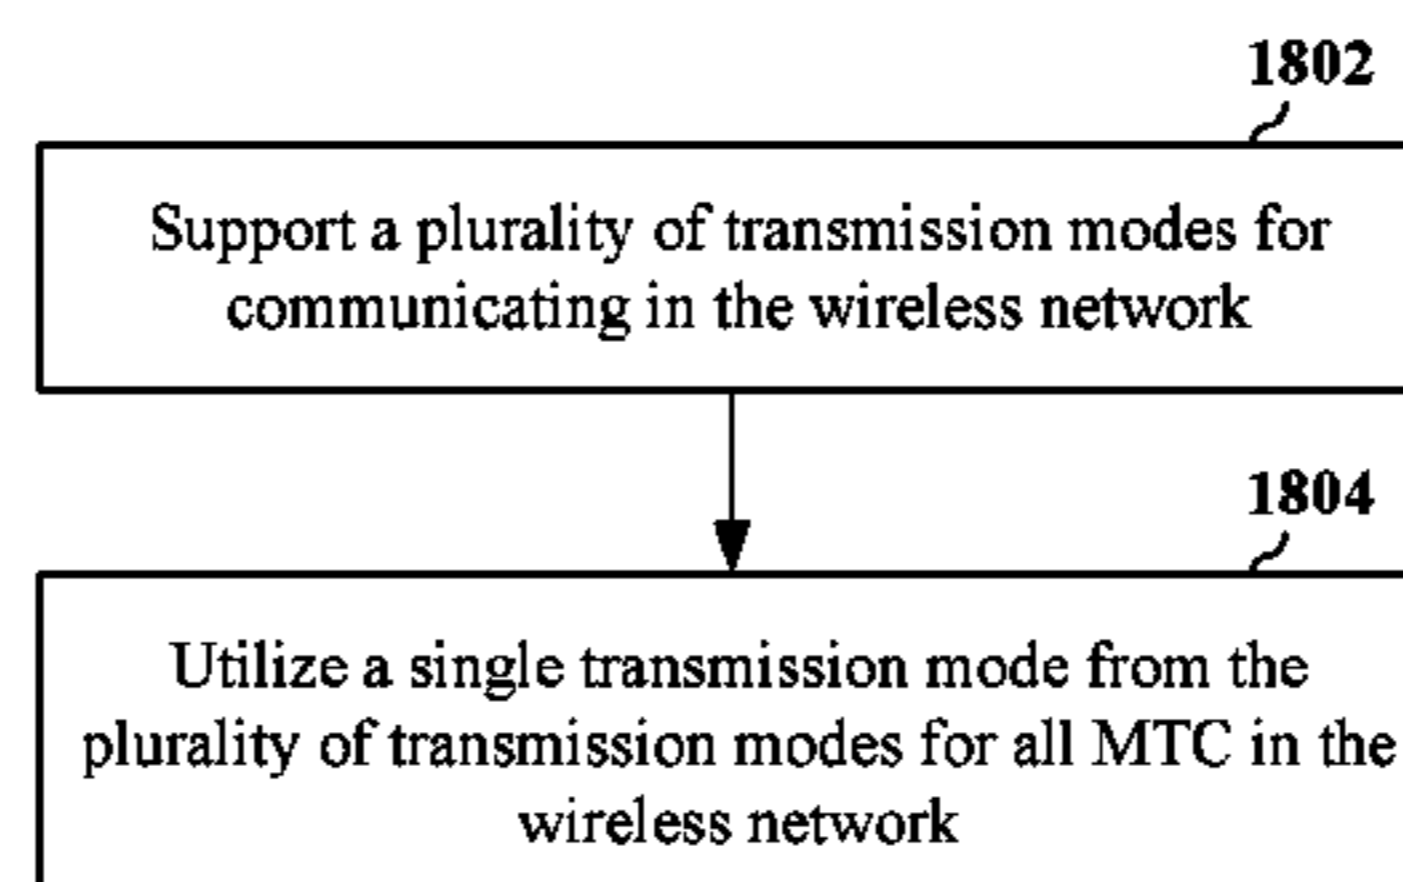 1802
Support a plurality of transmission modes for
communicating in the wireless network
1804
Utilize a single transmission mode from the
plurality of transmission modes for all MTC in the
wireless network